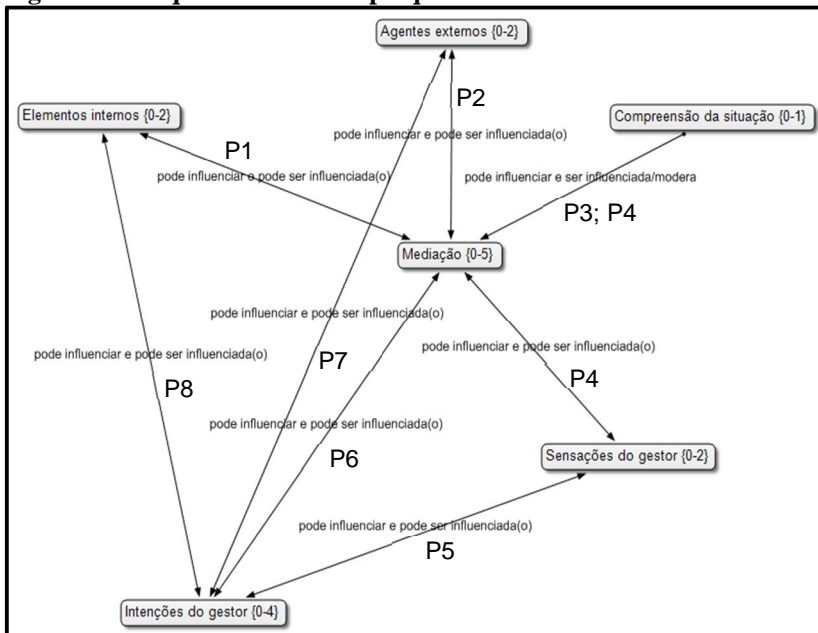 Agentes externos {0-2}
P2
Elementos internos {0-2}
Compreensão da situação {0-1}
pode influenciar e pode ser influenciada(o)
P1
pode influenciar e pode ser influenciada(o)
pode influenciar e ser influenciada/modera
P3; P4
Mediação {0-5}
pode influenciar e pode ser influenciada(o)
pode influenciar e pode ser influenciada(o)
pode influenciar e pode ser influenciada(o)
P7
P8
P4
pode influenciar e pode ser influenciada(o)
P6
Sensações do gestor {0-2}
pode influenciar e pode ser influenciada(o)
P5
Intenções do gestor {0-4}